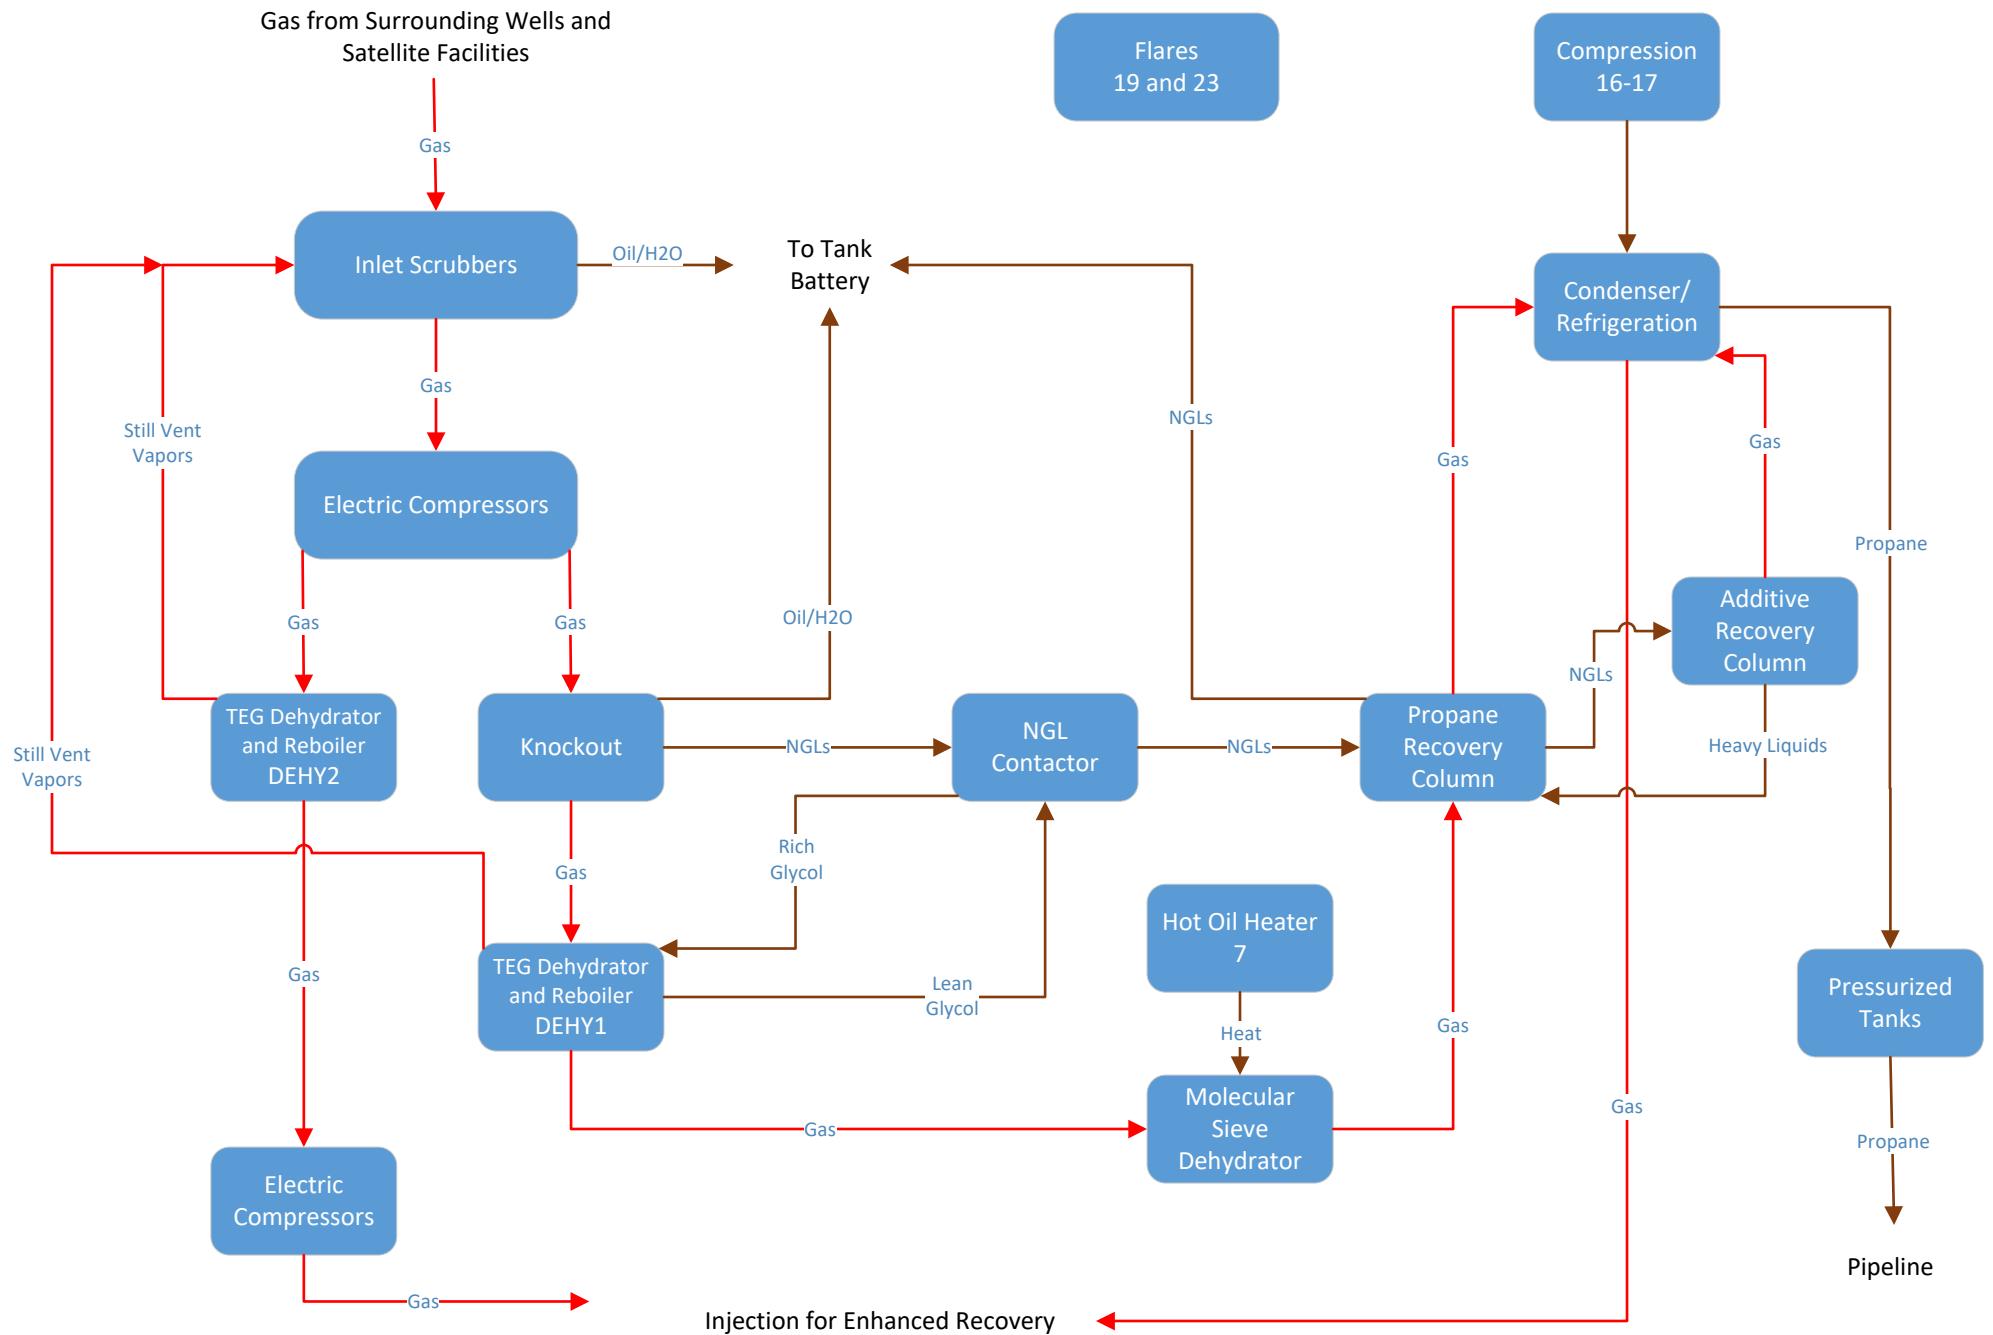 Gas from Surrounding Wells and
Satellite Facilities
Flares
19 and 23
Compression
16-17
Gas
Inlet Scrubbers
Oil/H2O
To Tank
Battery
Condenser/
Refrigeration
Gas
NGLs
Still Vent
Vapors
Gas
Gas
Electric Compressors
Propane
Gas
Gas
Oil/H2O
Additive
Recovery
Column
NGLs
TEG Dehydrator
and Reboiler
DEHY2
Knockout
NGLs
NGL
Contactor
NGLs
Propane
Recovery
Column
Heavy Liquids
Still Vent
Vapors
Rich
Glycol
Gas
Hot Oil Heater
7
TEG Dehydrator
and Reboiler
DEHY1
Gas
Lean
Glycol
Heat
Gas
Pressurized
Tanks
Molecular
Sieve
Dehydrator
Gas
Gas
Propane
Electric
Compressors
Pipeline
Gas
Injection for Enhanced Recovery